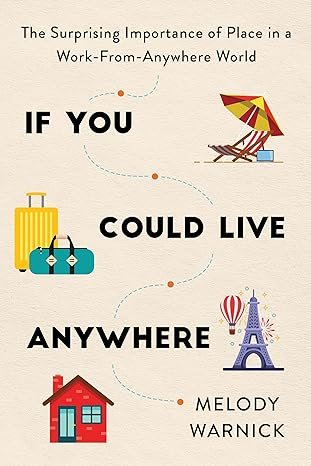 The Surprising Importance of Place in a
Work-From-Anywhere World
IF YOU
COULD LIVE
ANYWHERE
MELODY
WARNICK